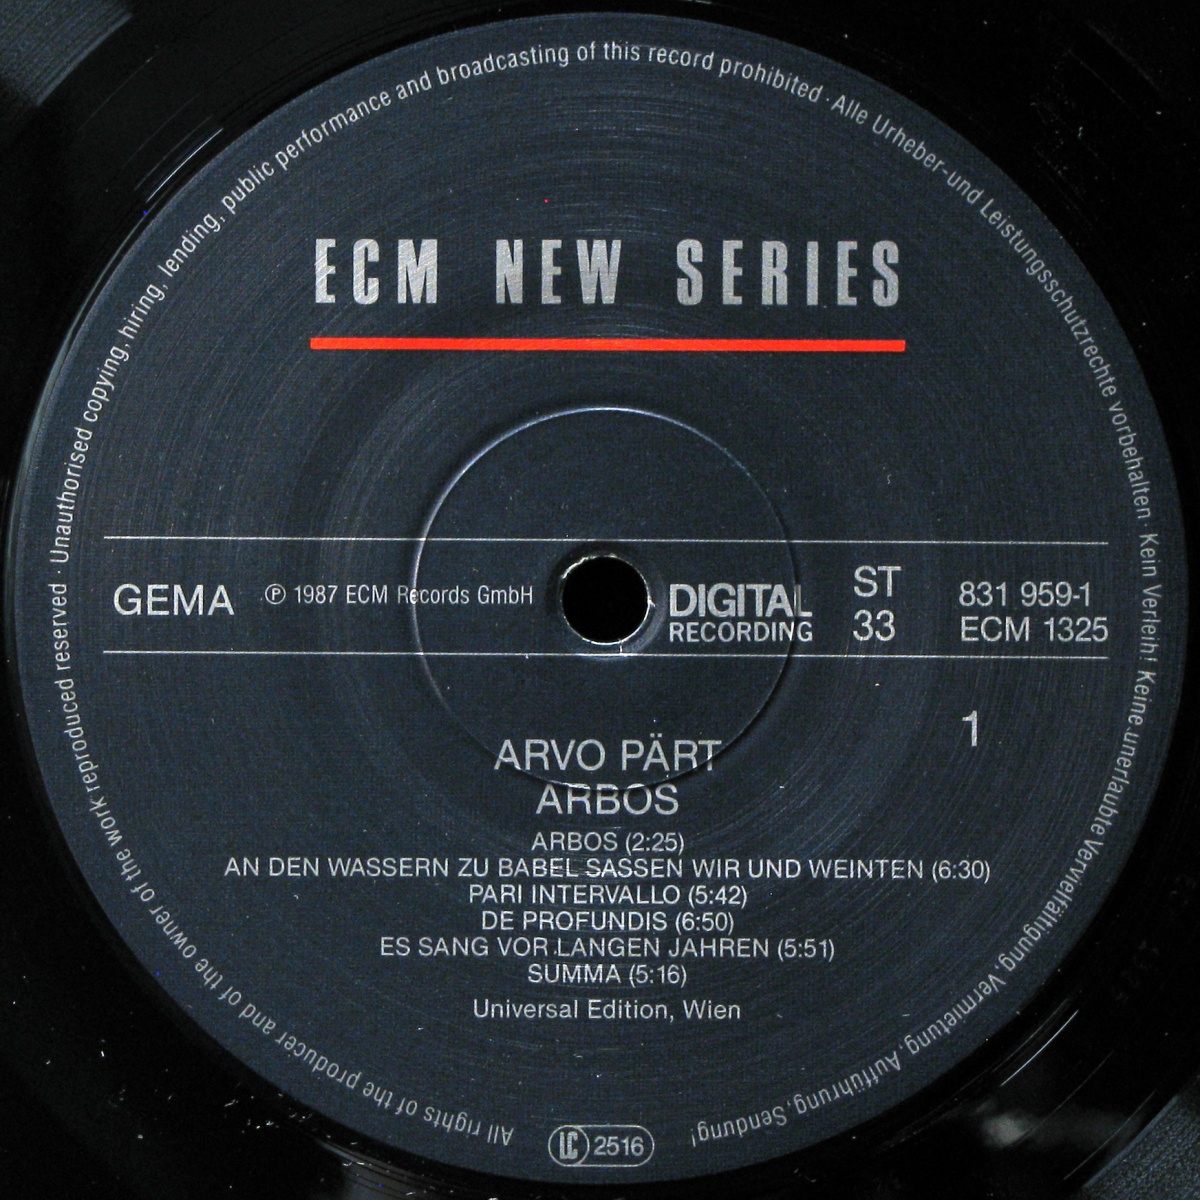 All rights of the producer and of the owner of the work reproduced reserved · Unauthorised copying, hiring, lending, public performance and broadcasting of this record prohibited · Alle Urheber-und Leistungsschutzrechte vorbehalten · Kein Verleih! Keine unerlaubte Vervielfältigung, Vermietung, Aufführung, Sendung!
ECM NEW SERIES
GEMA
℗ 1987 ECM Records GmbH
DIGITAL
RECORDING
ST
33
831 959-1
ECM 1325
1
ARVO PÄRT
ARBOS
ARBOS (2:25)
AN DEN WASSERN ZU BABEL SASSEN WIR UND WEINTEN (6:30)
PARI INTERVALLO (5:42)
DE PROFUNDIS (6:50)
ES SANG VOR LANGEN JAHREN (5:51)
SUMMA (5:16)
Universal Edition, Wien
LC 2516